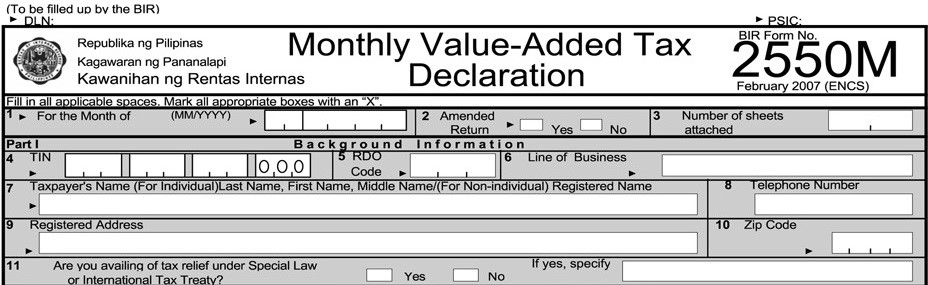 (To be filled up by the BIR)
DLN: PSIC:
Republika ng Pilipinas
Kagawaran ng Pananalapi
Kawanihan ng Rentas Internas
Monthly Value-Added Tax
Declaration
BIR Form No.
2550M
February 2007 (ENCS)
Fill in all applicable spaces. Mark all appropriate boxes with an “X”.
1 For the Month of (MM/YYYY)
2 Amended
Return Yes No
3 Number of sheets
attached
Part I Background Information
4 TIN 0 0 0
5 RDO
Code
6 Line of Business
7 Taxpayer's Name (For Individual)Last Name, First Name, Middle Name/(For Non-individual) Registered Name
8 Telephone Number
9 Registered Address
10 Zip Code
11 Are you availing of tax relief under Special Law
or International Tax Treaty? Yes No
If yes, specify